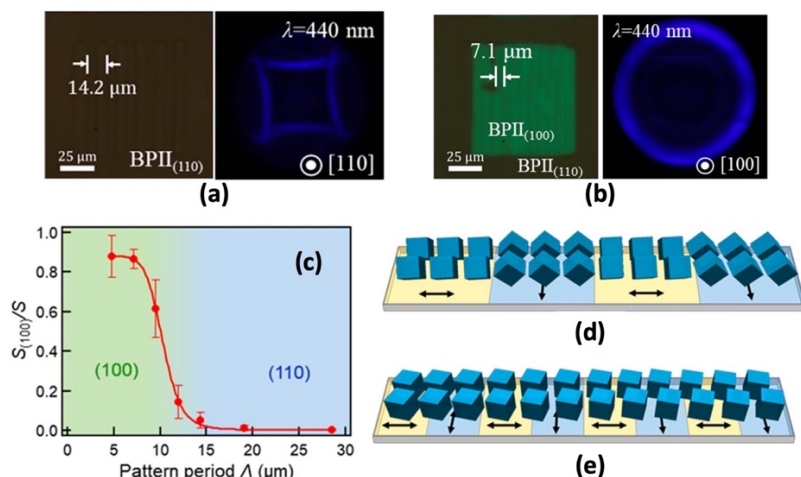 λ=440 nm
14.2 μm
25 μm
BPII(110)
[110]
(a)
λ=440 nm
7.1 μm
BPII(100)
25 μm
BPII(110)
[100]
(b)
(c)
S(100)/S
1.0
0.8
0.6
0.4
0.2
0.0
(100)
(110)
0 5 10 15 20 25 30
Pattern period Λ (μm)
(d)
(e)